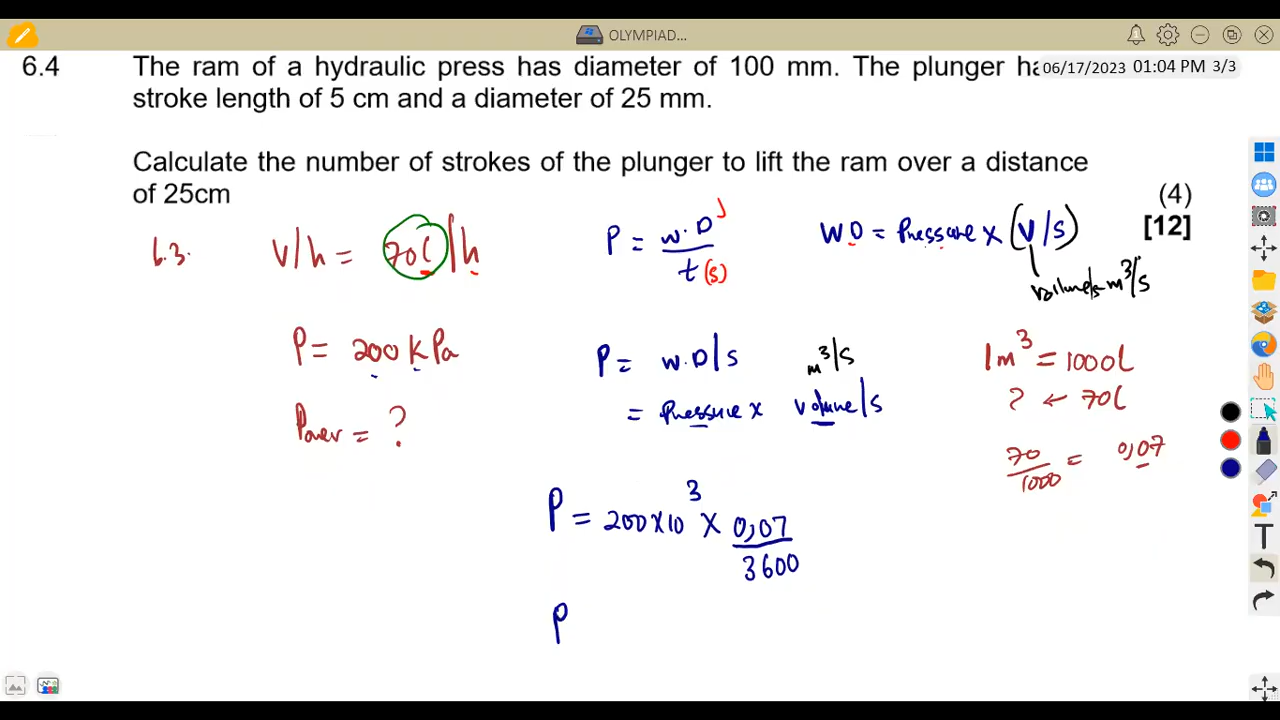 OLYMPIAD...
06/17/2023 01:04 PM 3/3
6.4 The ram of a hydraulic press has diameter of 100 mm. The plunger ha
stroke length of 5 cm and a diameter of 25 mm.
Calculate the number of strokes of the plunger to lift the ram over a distance
of 25cm
(4)
[12]
6.3. V/h = 70l/h
P = W.D J / t (s)
WD = Pressure x (V/s)
m³/s
P = 200 kPa
P = W.D/s
m³/s
= Pressure x volume/s
1m³ = 1000L
? ← 70L
Power = ?
70/1000 = 0,07
P = 200x10³ x 0,07/3600
P
T